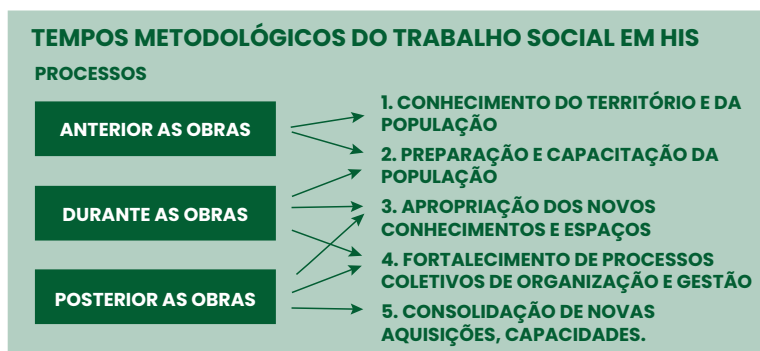 TEMPOS METODOLÓGICOS DO TRABALHO SOCIAL EM HIS
PROCESSOS
ANTERIOR AS OBRAS
DURANTE AS OBRAS
POSTERIOR AS OBRAS
1. CONHECIMENTO DO TERRITÓRIO E DA
POPULAÇÃO
2. PREPARAÇÃO E CAPACITAÇÃO DA
POPULAÇÃO
3. APROPRIAÇÃO DOS NOVOS
CONHECIMENTOS E ESPAÇOS
4. FORTALECIMENTO DE PROCESSOS
COLETIVOS DE ORGANIZAÇÃO E GESTÃO
5. CONSOLIDAÇÃO DE NOVAS
AQUISIÇÕES, CAPACIDADES.